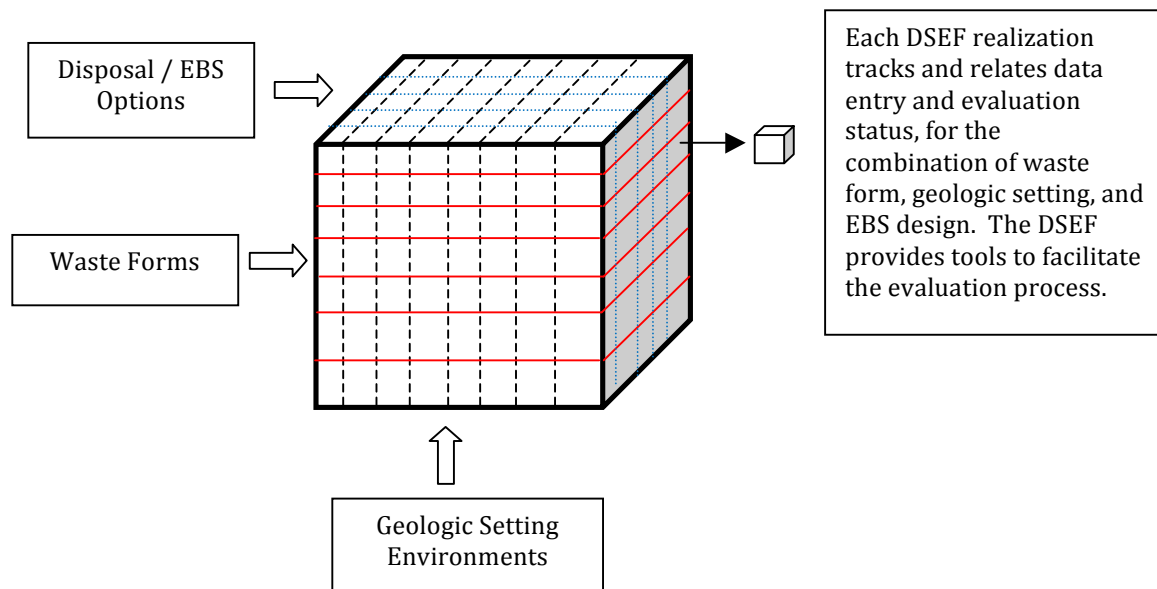 Disposal / EBS
Options
Waste Forms
Geologic Setting
Environments
Each DSEF realization
tracks and relates data
entry and evaluation
status, for the
combination of waste
form, geologic setting, and
EBS design.  The DSEF
provides tools to facilitate
the evaluation process.